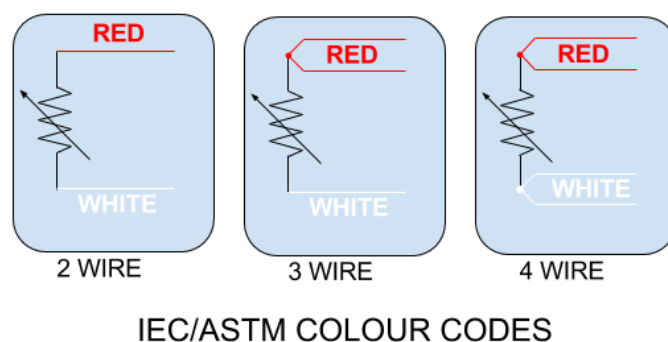 RED
WHITE
2 WIRE
RED
WHITE
3 WIRE
RED
WHITE
4 WIRE
IEC/ASTM COLOUR CODES